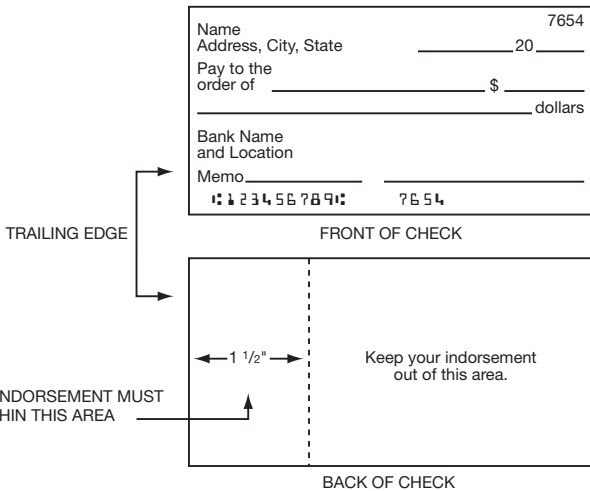 7654
Name
Address, City, State 20
Pay to the
order of $
dollars
Bank Name
and Location
Memo
⑆123456789⑆ 7654
TRAILING EDGE
FRONT OF CHECK
1 1/2"
Keep your indorsement
out of this area.
NDORSEMENT MUST
HIN THIS AREA
BACK OF CHECK